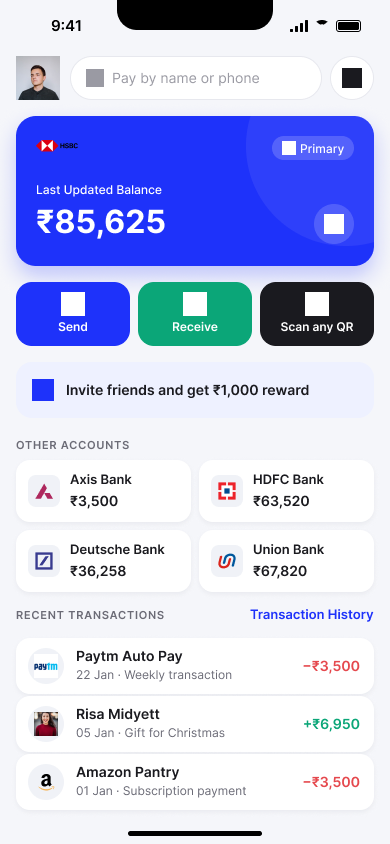 9:41
Pay by name or phone
HSBC
Primary
Last Updated Balance
₹85,625
Send
Receive
Scan any QR
Invite friends and get ₹1,000 reward
OTHER ACCOUNTS
Axis Bank
₹3,500
HDFC Bank
₹63,520
Deutsche Bank
₹36,258
Union Bank
₹67,820
RECENT TRANSACTIONS
Transaction History
paytm
Paytm Auto Pay
22 Jan · Weekly transaction
−₹3,500
Risa Midyett
05 Jan · Gift for Christmas
+₹6,950
a
Amazon Pantry
01 Jan · Subscription payment
−₹3,500